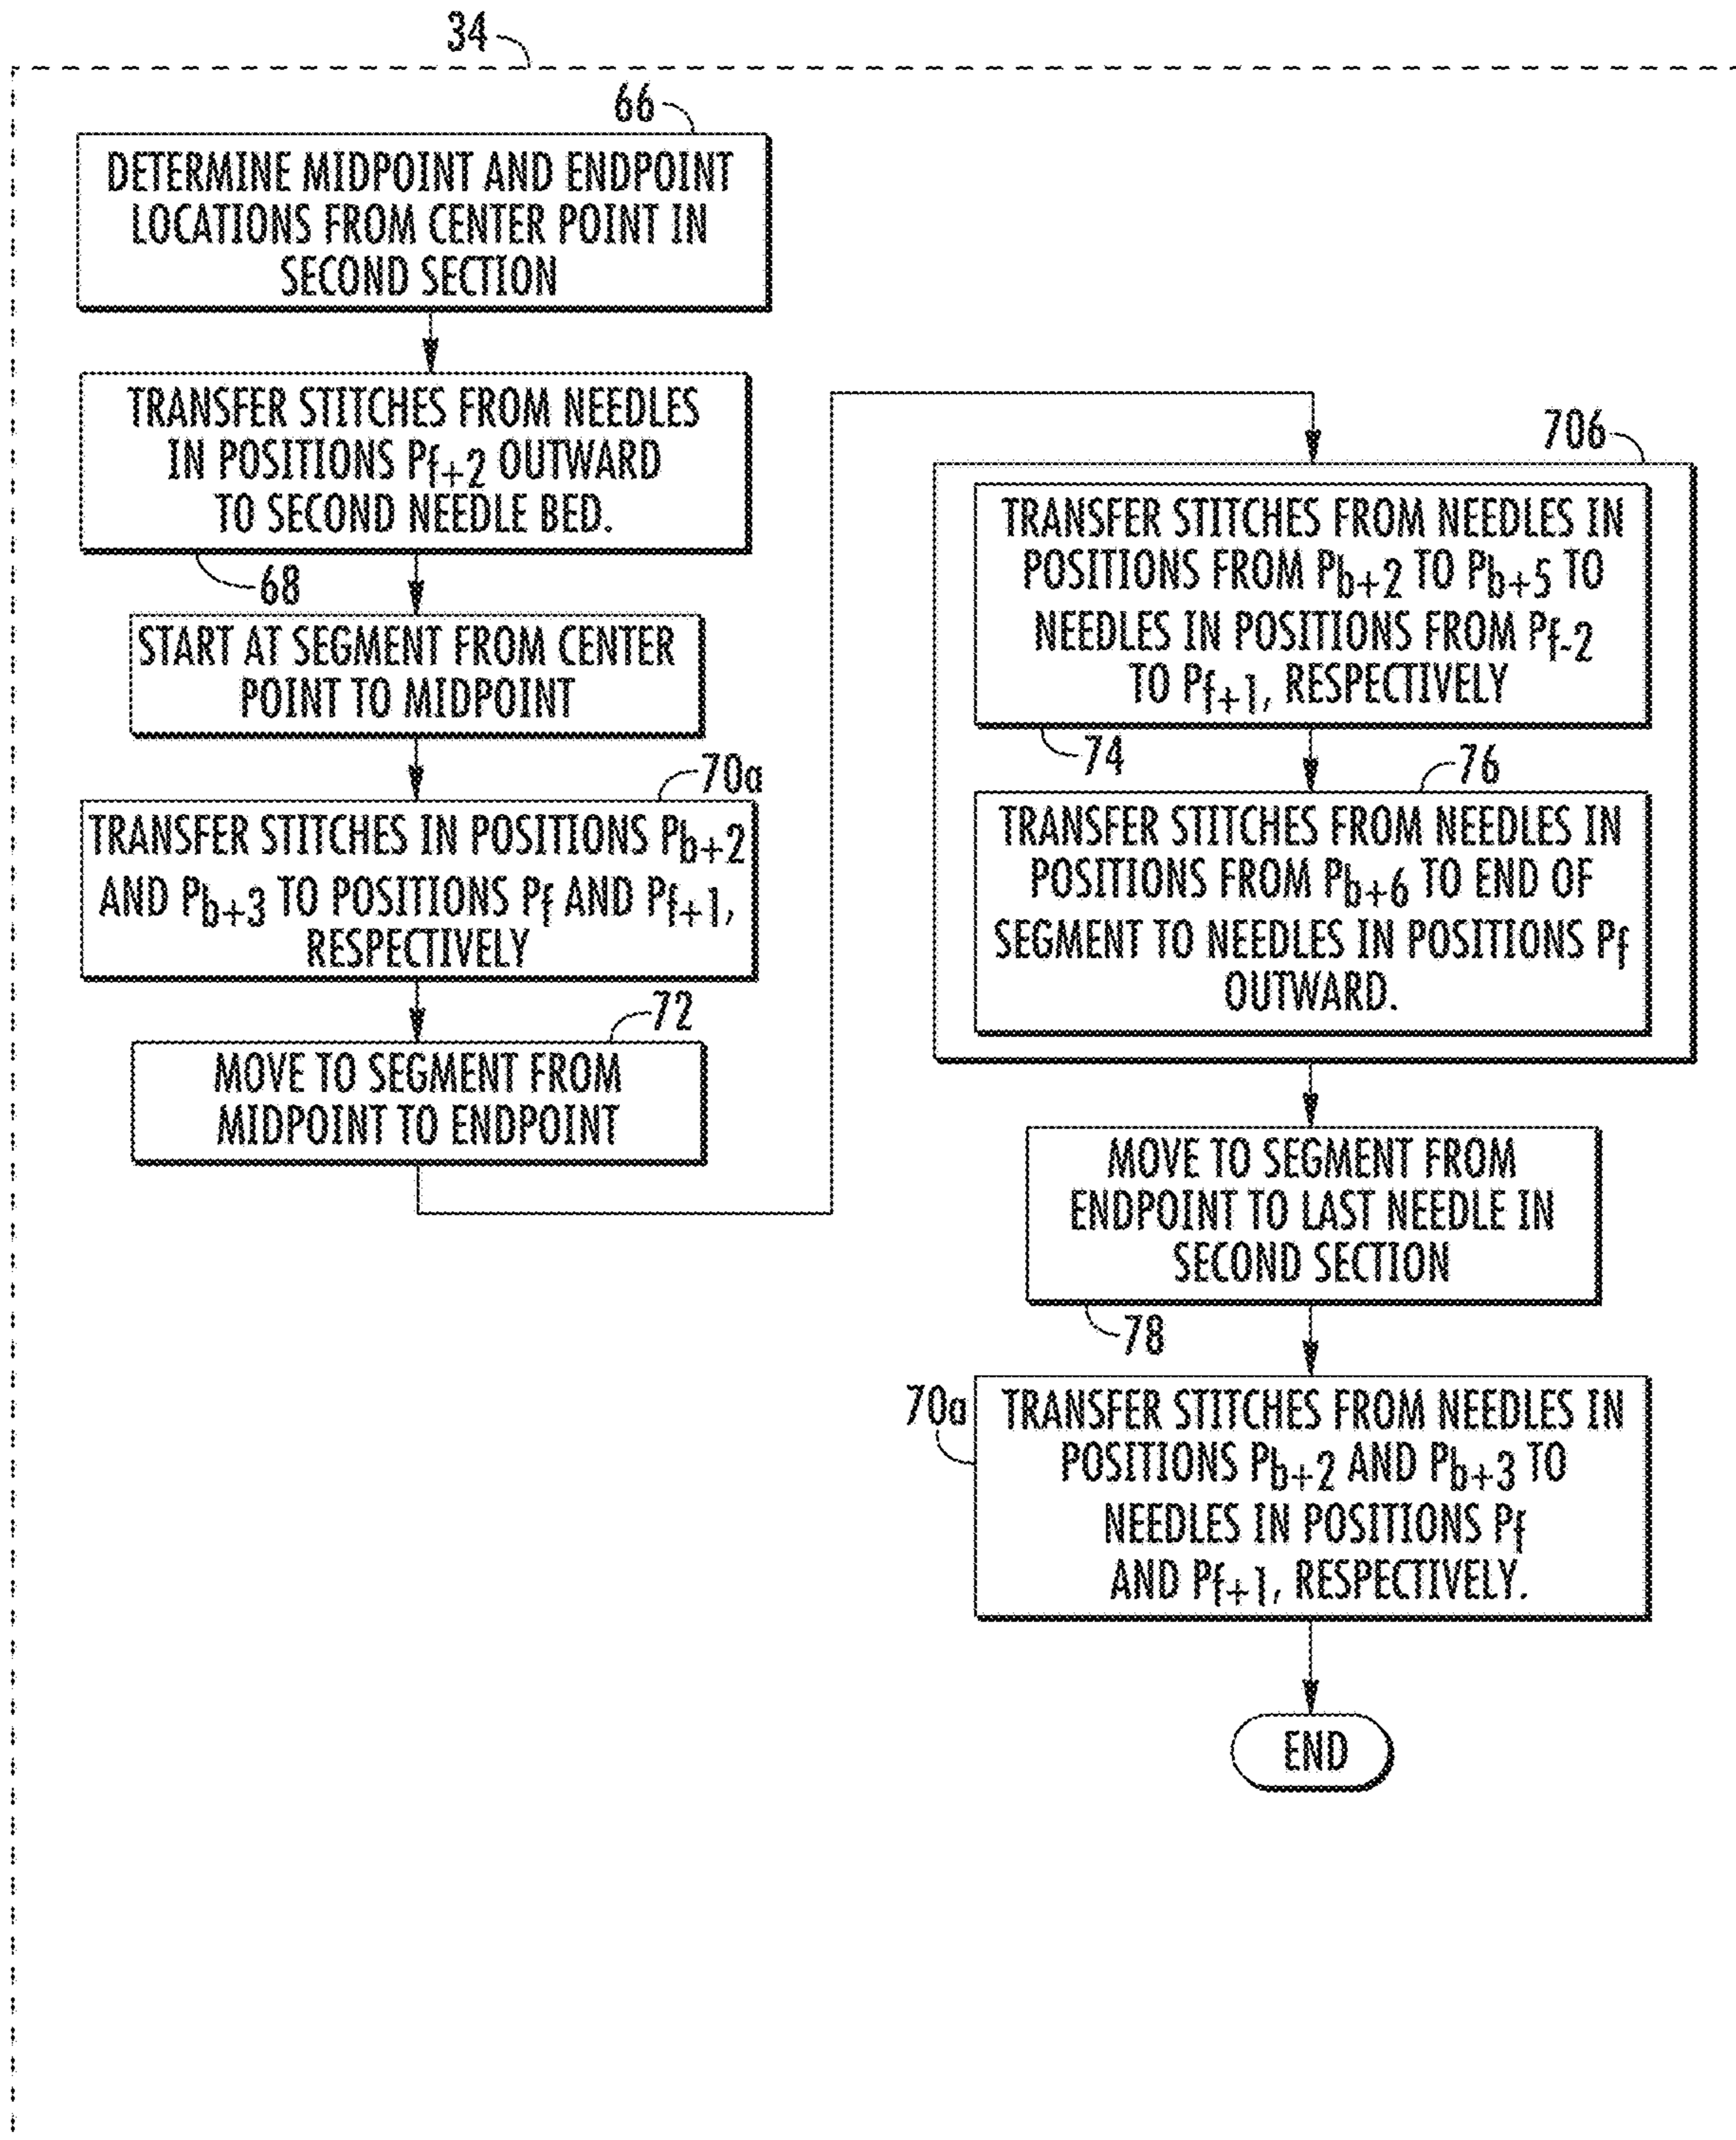 34
66
DETERMINE MIDPOINT AND ENDPOINT
LOCATIONS FROM CENTER POINT IN
SECOND SECTION
TRANSFER STITCHES FROM NEEDLES
IN POSITIONS Pf+2 OUTWARD
TO SECOND NEEDLE BED.
68
START AT SEGMENT FROM CENTER
POINT TO MIDPOINT
70a
TRANSFER STITCHES IN POSITIONS Pb+2
AND Pb+3 TO POSITIONS Pf AND Pf+1,
RESPECTIVELY
72
MOVE TO SEGMENT FROM
MIDPOINT TO ENDPOINT
706
TRANSFER STITCHES FROM NEEDLES IN
POSITIONS FROM Pb+2 TO Pb+5 TO
NEEDLES IN POSITIONS FROM Pf-2
TO Pf+1, RESPECTIVELY
74
76
TRANSFER STITCHES FROM NEEDLES IN
POSITIONS FROM Pb+6 TO END OF
SEGMENT TO NEEDLES IN POSITIONS Pf
OUTWARD.
MOVE TO SEGMENT FROM
ENDPOINT TO LAST NEEDLE IN
SECOND SECTION
78
70a
TRANSFER STITCHES FROM NEEDLES IN
POSITIONS Pb+2 AND Pb+3 TO
NEEDLES IN POSITIONS Pf
AND Pf+1, RESPECTIVELY.
END